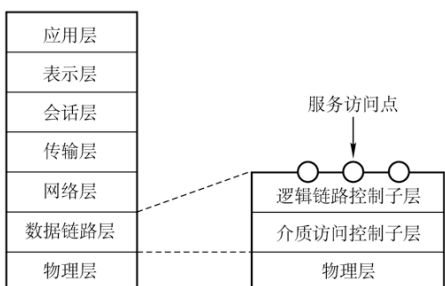 应用层
表示层
会话层
传输层
网络层
数据链路层
物理层
服务访问点
逻辑链路控制子层
介质访问控制子层
物理层